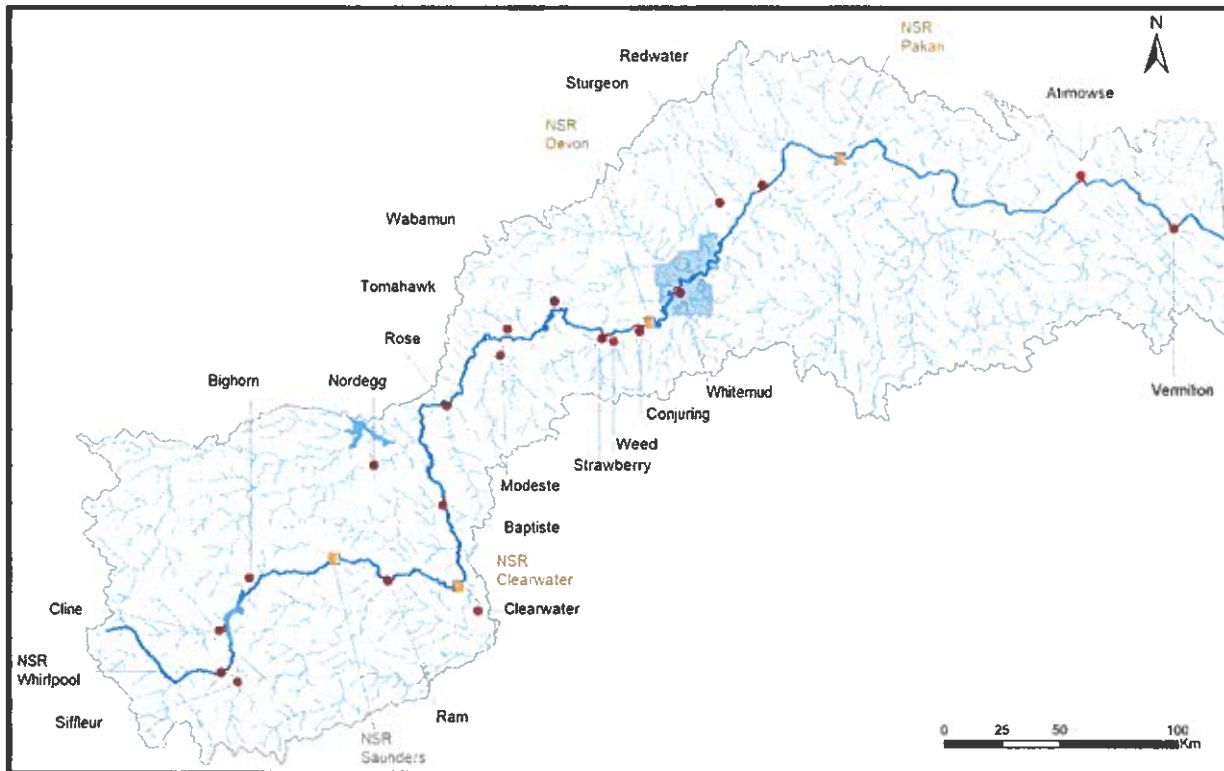 NSR
Pakan
N
Redwater
Sturgeon
Atimowse
NSR
Devon
Wabamun
Tomahawk
Rose
Bighorn
Nordegg
Whitemud
Vermilion
Conjuring
Weed
Strawberry
Modeste
Baptiste
NSR
Clearwater
Cline
Clearwater
NSR
Whirlpool
Siffleur
Ram
NSR
Saunders
0 25 50 100
Km